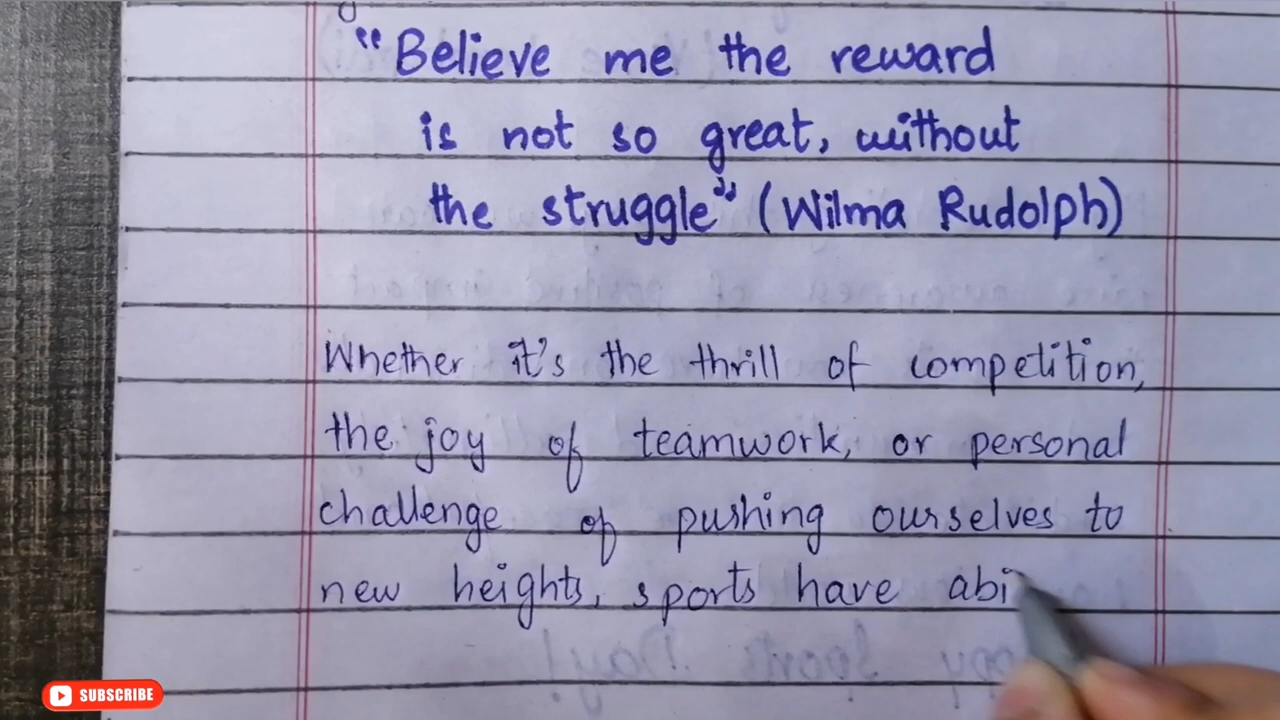 "Believe me the reward
is not so great, without
the struggle" (Wilma Rudolph)
Whether it's the thrill of competition,
the joy of teamwork, or personal
challenge of pushing ourselves to
new heights, sports have abi
SUBSCRIBE